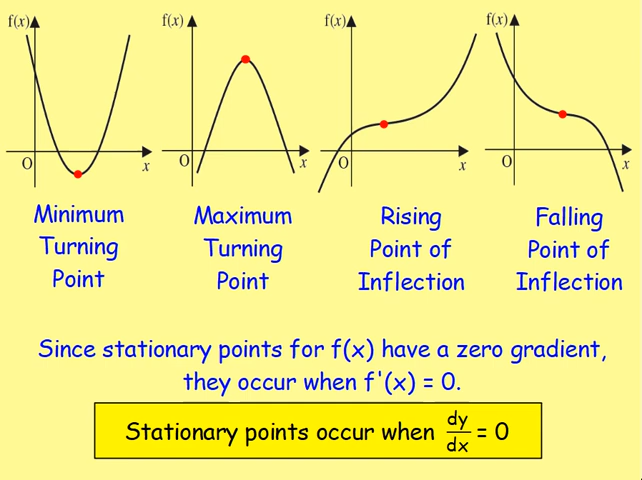 f(x)
f(x)
f(x)
f(x)
O
x
O
x
O
x
O
x
Minimum
Turning
Point
Maximum
Turning
Point
Rising
Point of
Inflection
Falling
Point of
Inflection
Since stationary points for f(x) have a zero gradient,
they occur when f'(x) = 0.
Stationary points occur when dy/dx = 0